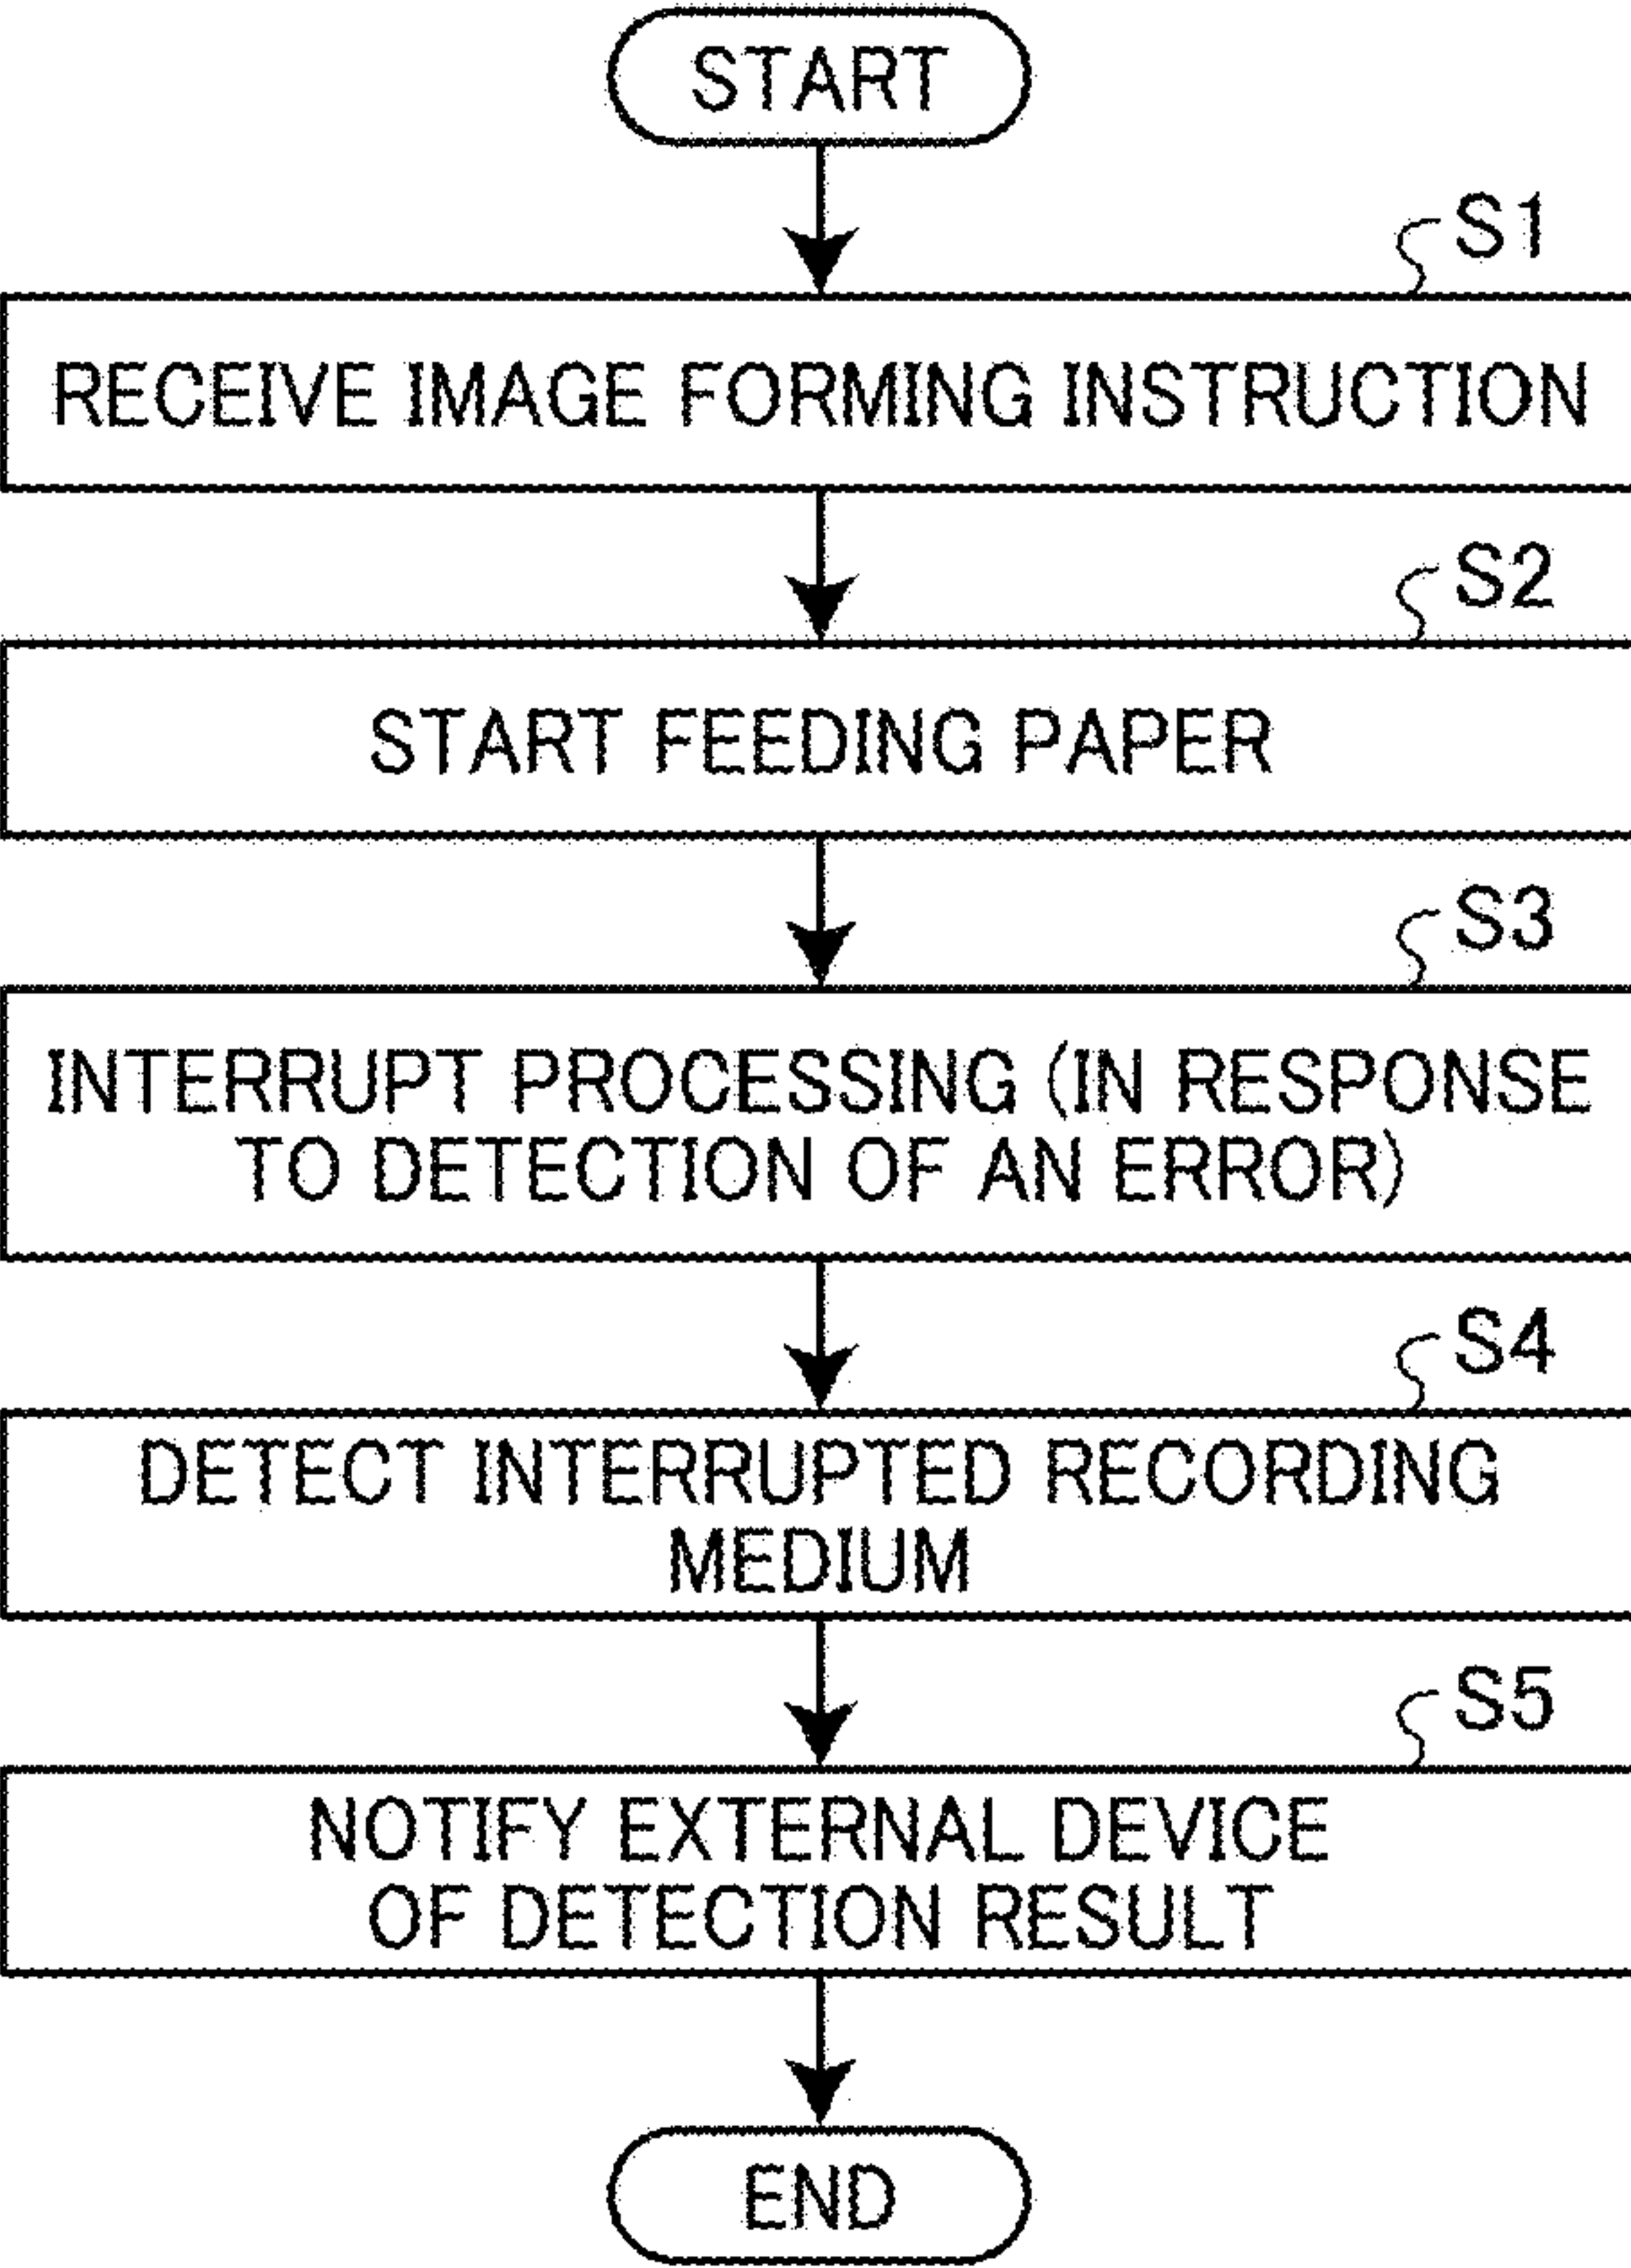 START
S1
RECEIVE IMAGE FORMING INSTRUCTION
S2
START FEEDING PAPER
S3
INTERRUPT PROCESSING (IN RESPONSE
TO DETECTION OF AN ERROR)
S4
DETECT INTERRUPTED RECORDING
MEDIUM
S5
NOTIFY EXTERNAL DEVICE
OF DETECTION RESULT
END